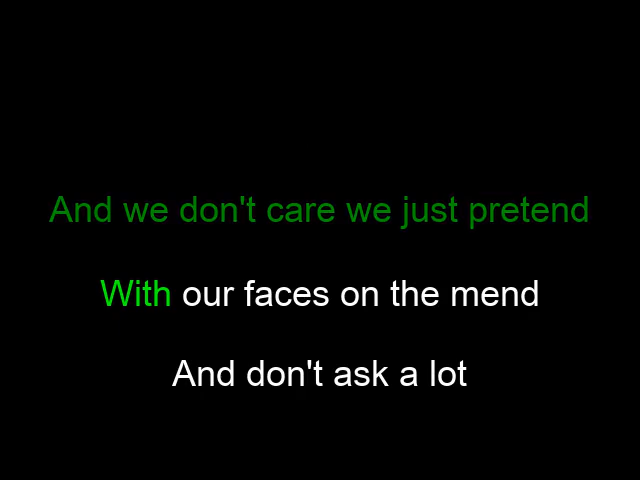 And we don't care we just pretend
With our faces on the mend
And don't ask a lot